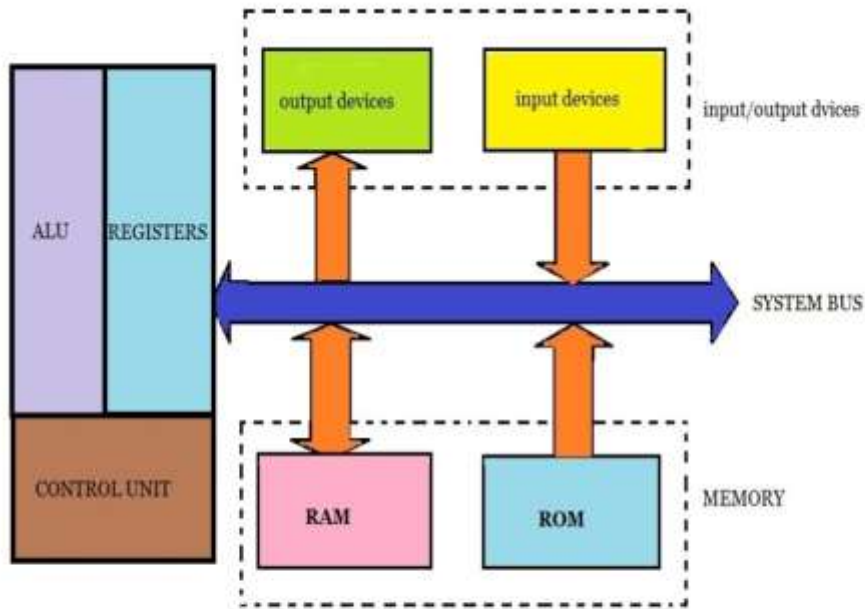 output devices
input devices
input/output dvices
ALU
REGISTERS
SYSTEM BUS
CONTROL UNIT
RAM
ROM
MEMORY